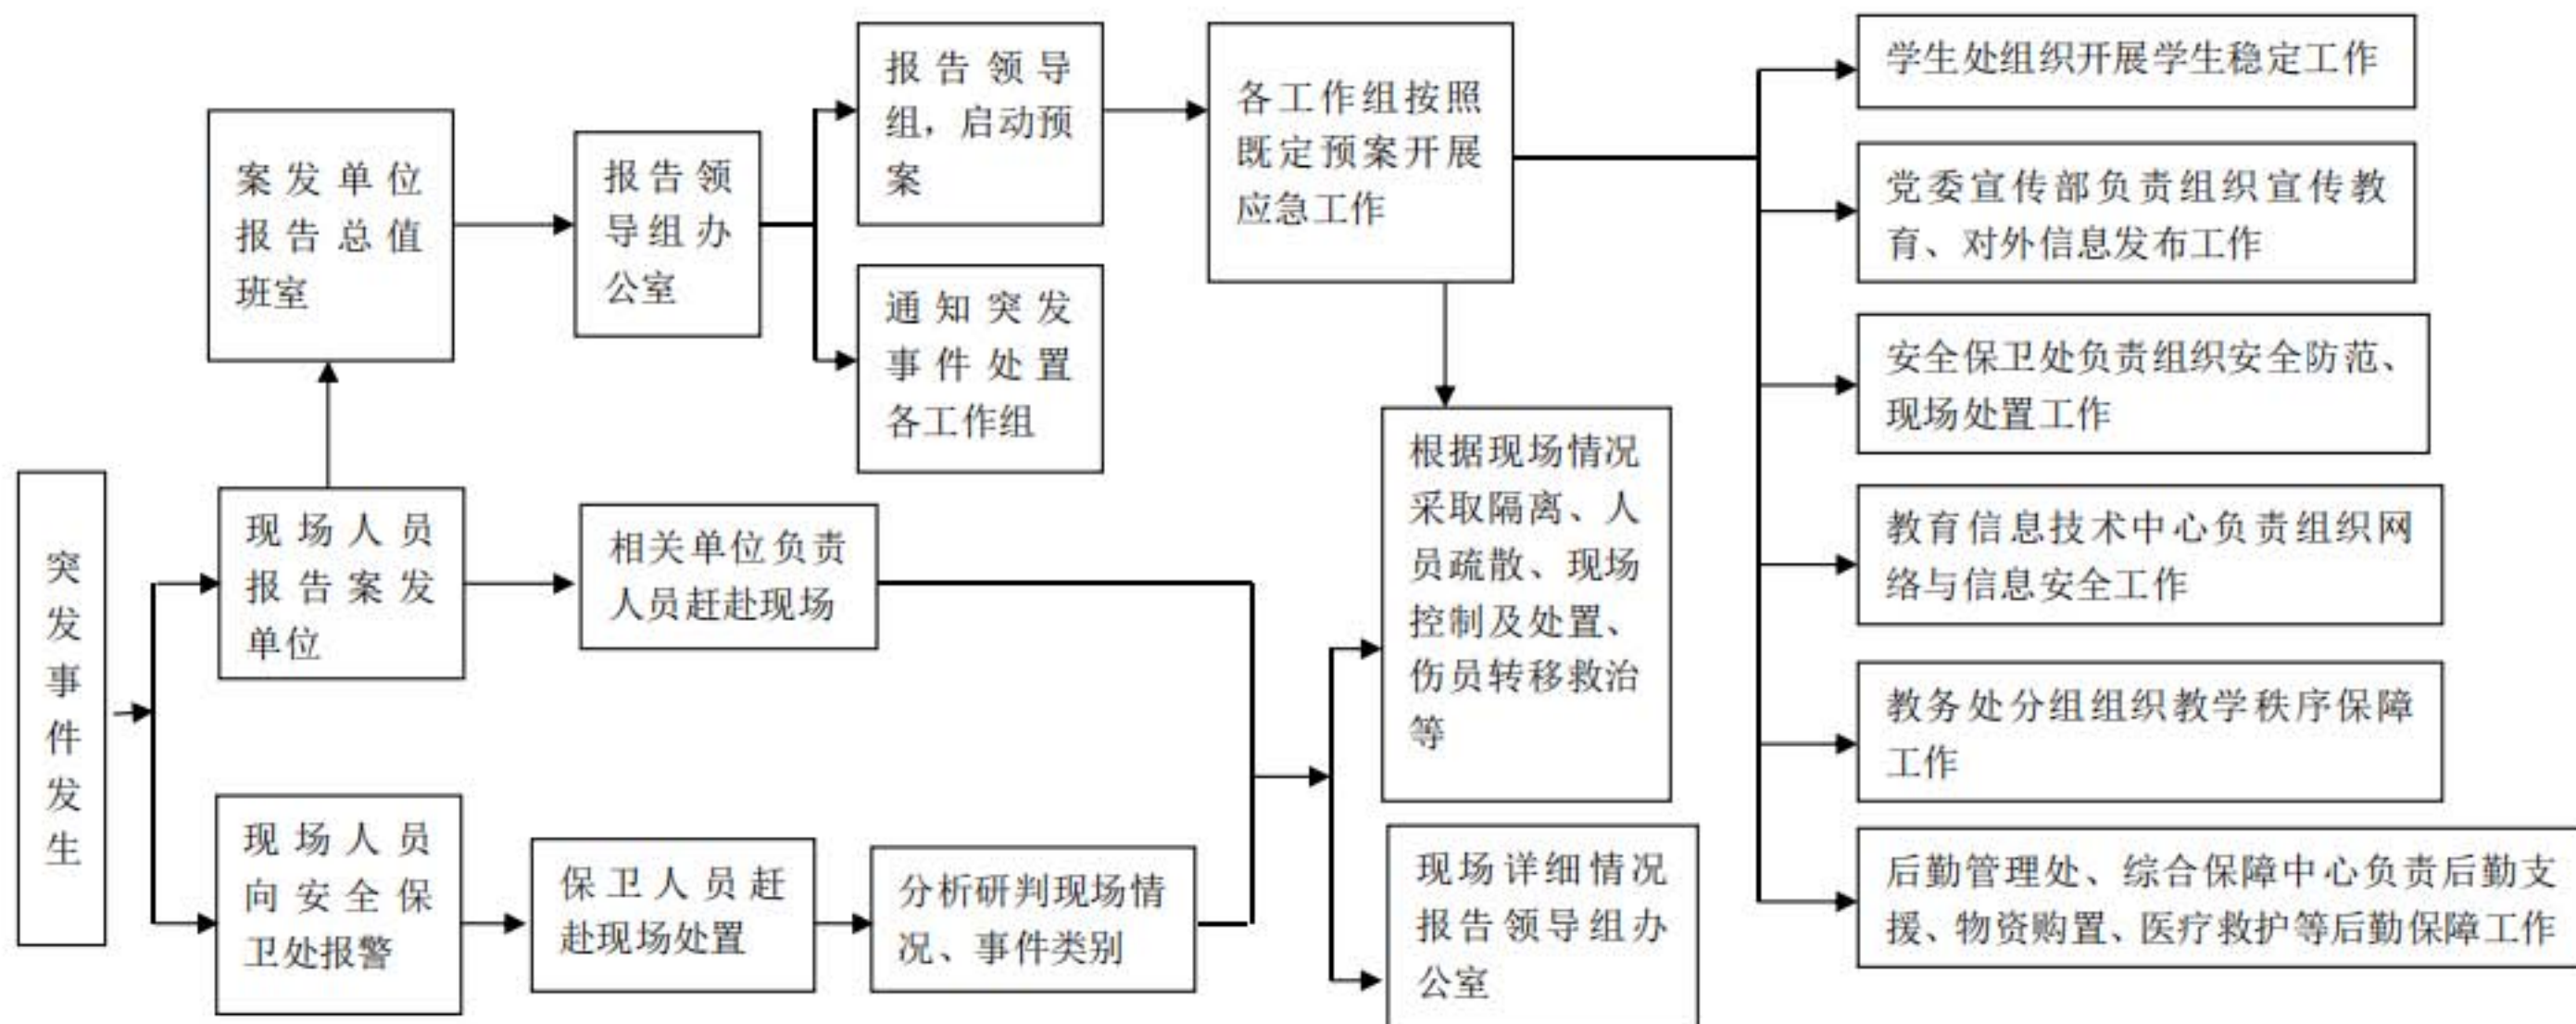 突
发
事
件
发
生
现场人员
报告案发
单位
案发单位
报告总值
班室
报告领
导组办
公室
报告领导
组，启动预
案
通知突发
事件处置
各工作组
各工作组按照
既定预案开展
应急工作
相关单位负责
人员赶赴现场
现场人员
向安全保
卫处报警
保卫人员赶
赴现场处置
分析研判现场情
况、事件类别
根据现场情况
采取隔离、人
员疏散、现场
控制及处置、
伤员转移救治
等
现场详细情况
报告领导组办
公室
学生处组织开展学生稳定工作
党委宣传部负责组织宣传教
育、对外信息发布工作
安全保卫处负责组织安全防范、
现场处置工作
教育信息技术中心负责组织网
络与信息安全工作
教务处分组组织教学秩序保障
工作
后勤管理处、综合保障中心负责后勤支
援、物资购置、医疗救护等后勤保障工作